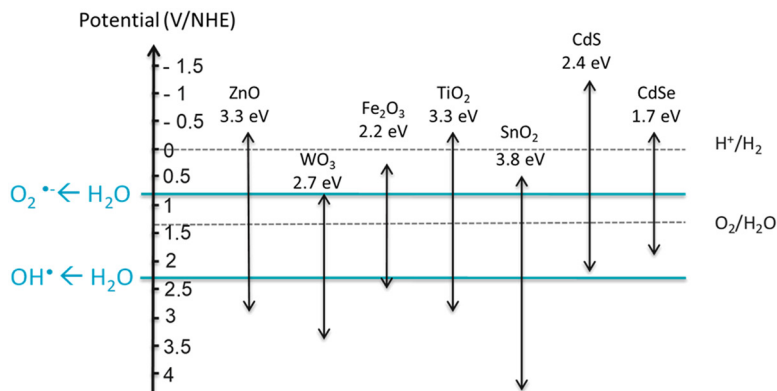 Potential (V/NHE)
- 1.5
- 1
- 0.5
0
0.5
1
1.5
2
2.5
3
3.5
4
ZnO
3.3 eV
WO₃
2.7 eV
Fe₂O₃
2.2 eV
TiO₂
3.3 eV
SnO₂
3.8 eV
CdS
2.4 eV
CdSe
1.7 eV
H⁺/H₂
O₂/H₂O
O₂ •- ← H₂O
OH• ← H₂O